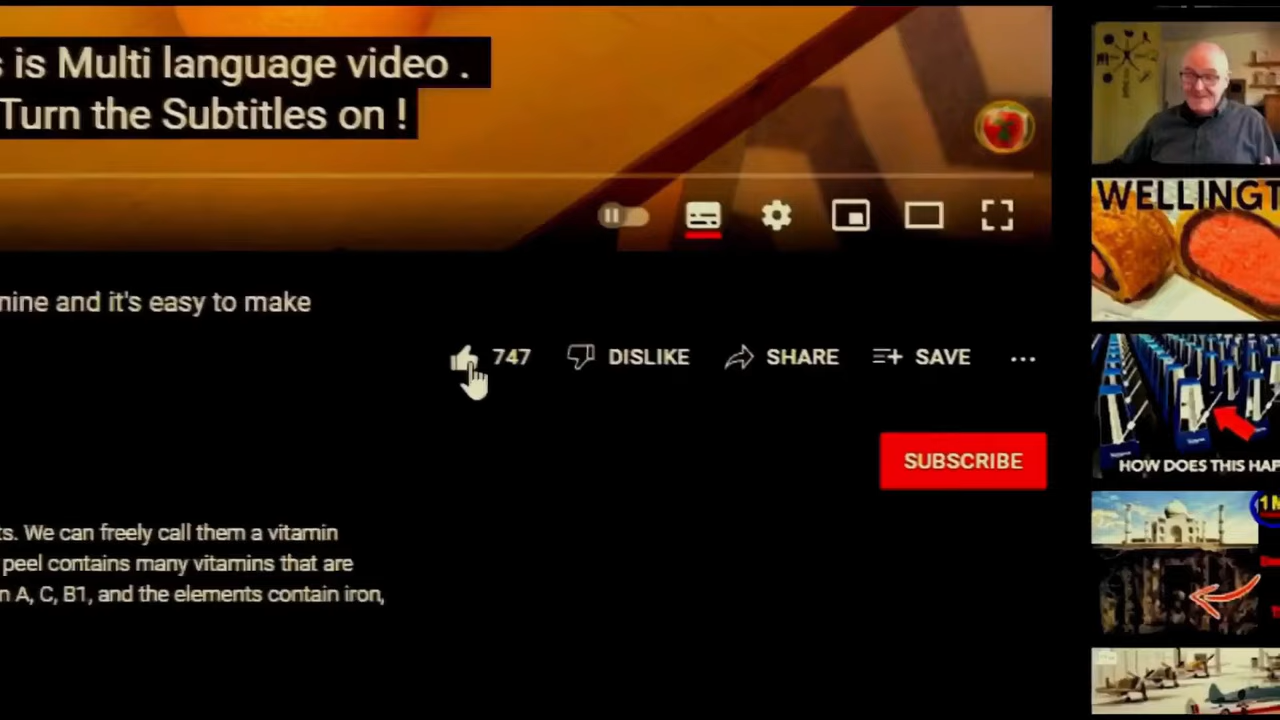 s is Multi language video .
Turn the Subtitles on !
nine and it's easy to make
747 DISLIKE SHARE SAVE ...
SUBSCRIBE
ts. We can freely call them a vitamin
peel contains many vitamins that are
n A, C, B1, and the elements contain iron,
WELLINGT
HOW DOES THIS HAP
1M